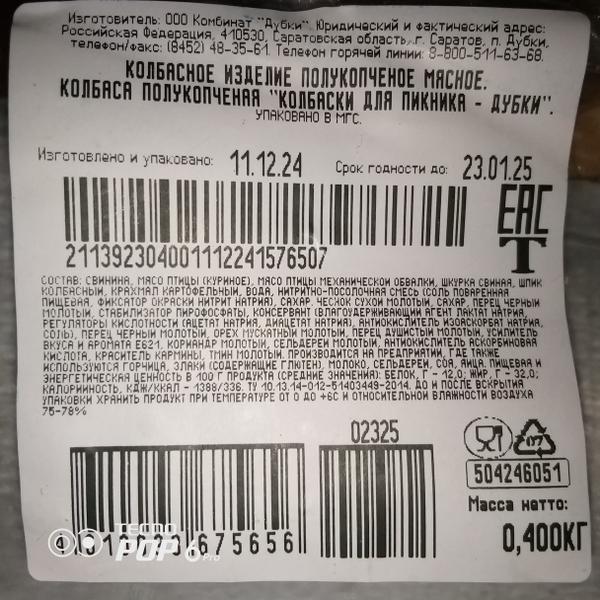 Изготовитель: ООО Комбинат "Дубки". Юридический и фактический адрес:
Российская Федерация, 410530, Саратовская область, г. Саратов, п. Дубки,
телефон/факс: (8452) 48-35-61. Телефон горячей линии: 8-800-511-63-68.
КОЛБАСНОЕ ИЗДЕЛИЕ ПОЛУКОПЧЕНОЕ МЯСНОЕ.
КОЛБАСА ПОЛУКОПЧЕНАЯ "КОЛБАСКИ ДЛЯ ПИКНИКА - ДУБКИ".
УПАКОВАНО В МГС.
Изготовлено и упаковано: 11.12.24 Срок годности до: 23.01.25
EAC
T
211392304001112241576507
СОСТАВ: СВИНИНА, МЯСО ПТИЦЫ (КУРИНОЕ), МЯСО ПТИЦЫ МЕХАНИЧЕСКОЙ ОБВАЛКИ, ШКУРКА СВИНАЯ, ШПИК
КОЛБАСНЫЙ, КРАХМАЛ КАРТОФЕЛЬНЫЙ, ВОДА, НИТРИТНО-ПОСОЛОЧНАЯ СМЕСЬ (СОЛЬ ПОВАРЕННАЯ
ПИЩЕВАЯ, ФИКСАТОР ОКРАСКИ НИТРИТ НАТРИЯ), САХАР, ЧЕСНОК СУХОЙ МОЛОТЫЙ, САХАР, ПЕРЕЦ ЧЕРНЫЙ
МОЛОТЫЙ, СТАБИЛИЗАТОР ПИРОФОСФАТЫ, КОНСЕРВАНТ (ВЛАГОУДЕРЖИВАЮЩИЙ АГЕНТ ЛАКТАТ НАТРИЯ,
РЕГУЛЯТОРЫ КИСЛОТНОСТИ (АЦЕТАТ НАТРИЯ, ДИАЦЕТАТ НАТРИЯ), АНТИОКИСЛИТЕЛЬ ИЗОАСКОРБАТ НАТРИЯ,
СОЛЬ), ПЕРЕЦ ЧЕРНЫЙ МОЛОТЫЙ, ОРЕХ МУСКАТНЫЙ МОЛОТЫЙ, ПЕРЕЦ ДУШИСТЫЙ МОЛОТЫЙ, УСИЛИТЕЛЬ
ВКУСА И АРОМАТА Е621, КОРИАНДР МОЛОТЫЙ, СЕЛЬДЕРЕЙ МОЛОТЫЙ, АНТИОКИСЛИТЕЛЬ АСКОРБИНОВАЯ
КИСЛОТА, КРАСИТЕЛЬ КАРМИНЫ, ТМИН МОЛОТЫЙ. ПРОИЗВОДИТСЯ НА ПРЕДПРИЯТИИ, ГДЕ ТАКЖЕ
ИСПОЛЬЗУЮТСЯ ГОРЧИЦА, ЗЛАКИ (СОДЕРЖАЩИЕ ГЛЮТЕН), МОЛОКО, СЕЛЬДЕРЕЙ, СОЯ, ЯЙЦА. ПИЩЕВАЯ И
ЭНЕРГЕТИЧЕСКАЯ ЦЕННОСТЬ В 100 Г ПРОДУКТА (СРЕДНИЕ ЗНАЧЕНИЯ): БЕЛОК, Г - 12,0; ЖИР, Г - 32,0;
КАЛОРИЙНОСТЬ, КДЖ/ККАЛ - 1388/336. ТУ 10.13.14-012-51403449-2014. ДО И ПОСЛЕ ВСКРЫТИЯ
УПАКОВКИ ХРАНИТЬ ПРОДУКТ ПРИ ТЕМПЕРАТУРЕ ОТ 0 ДО +6С И ОТНОСИТЕЛЬНОЙ ВЛАЖНОСТИ ВОЗДУХА
75-78%
02325
07
504246051
Масса нетто:
0,400КГ
675656
TECNO
POP 6 Pro